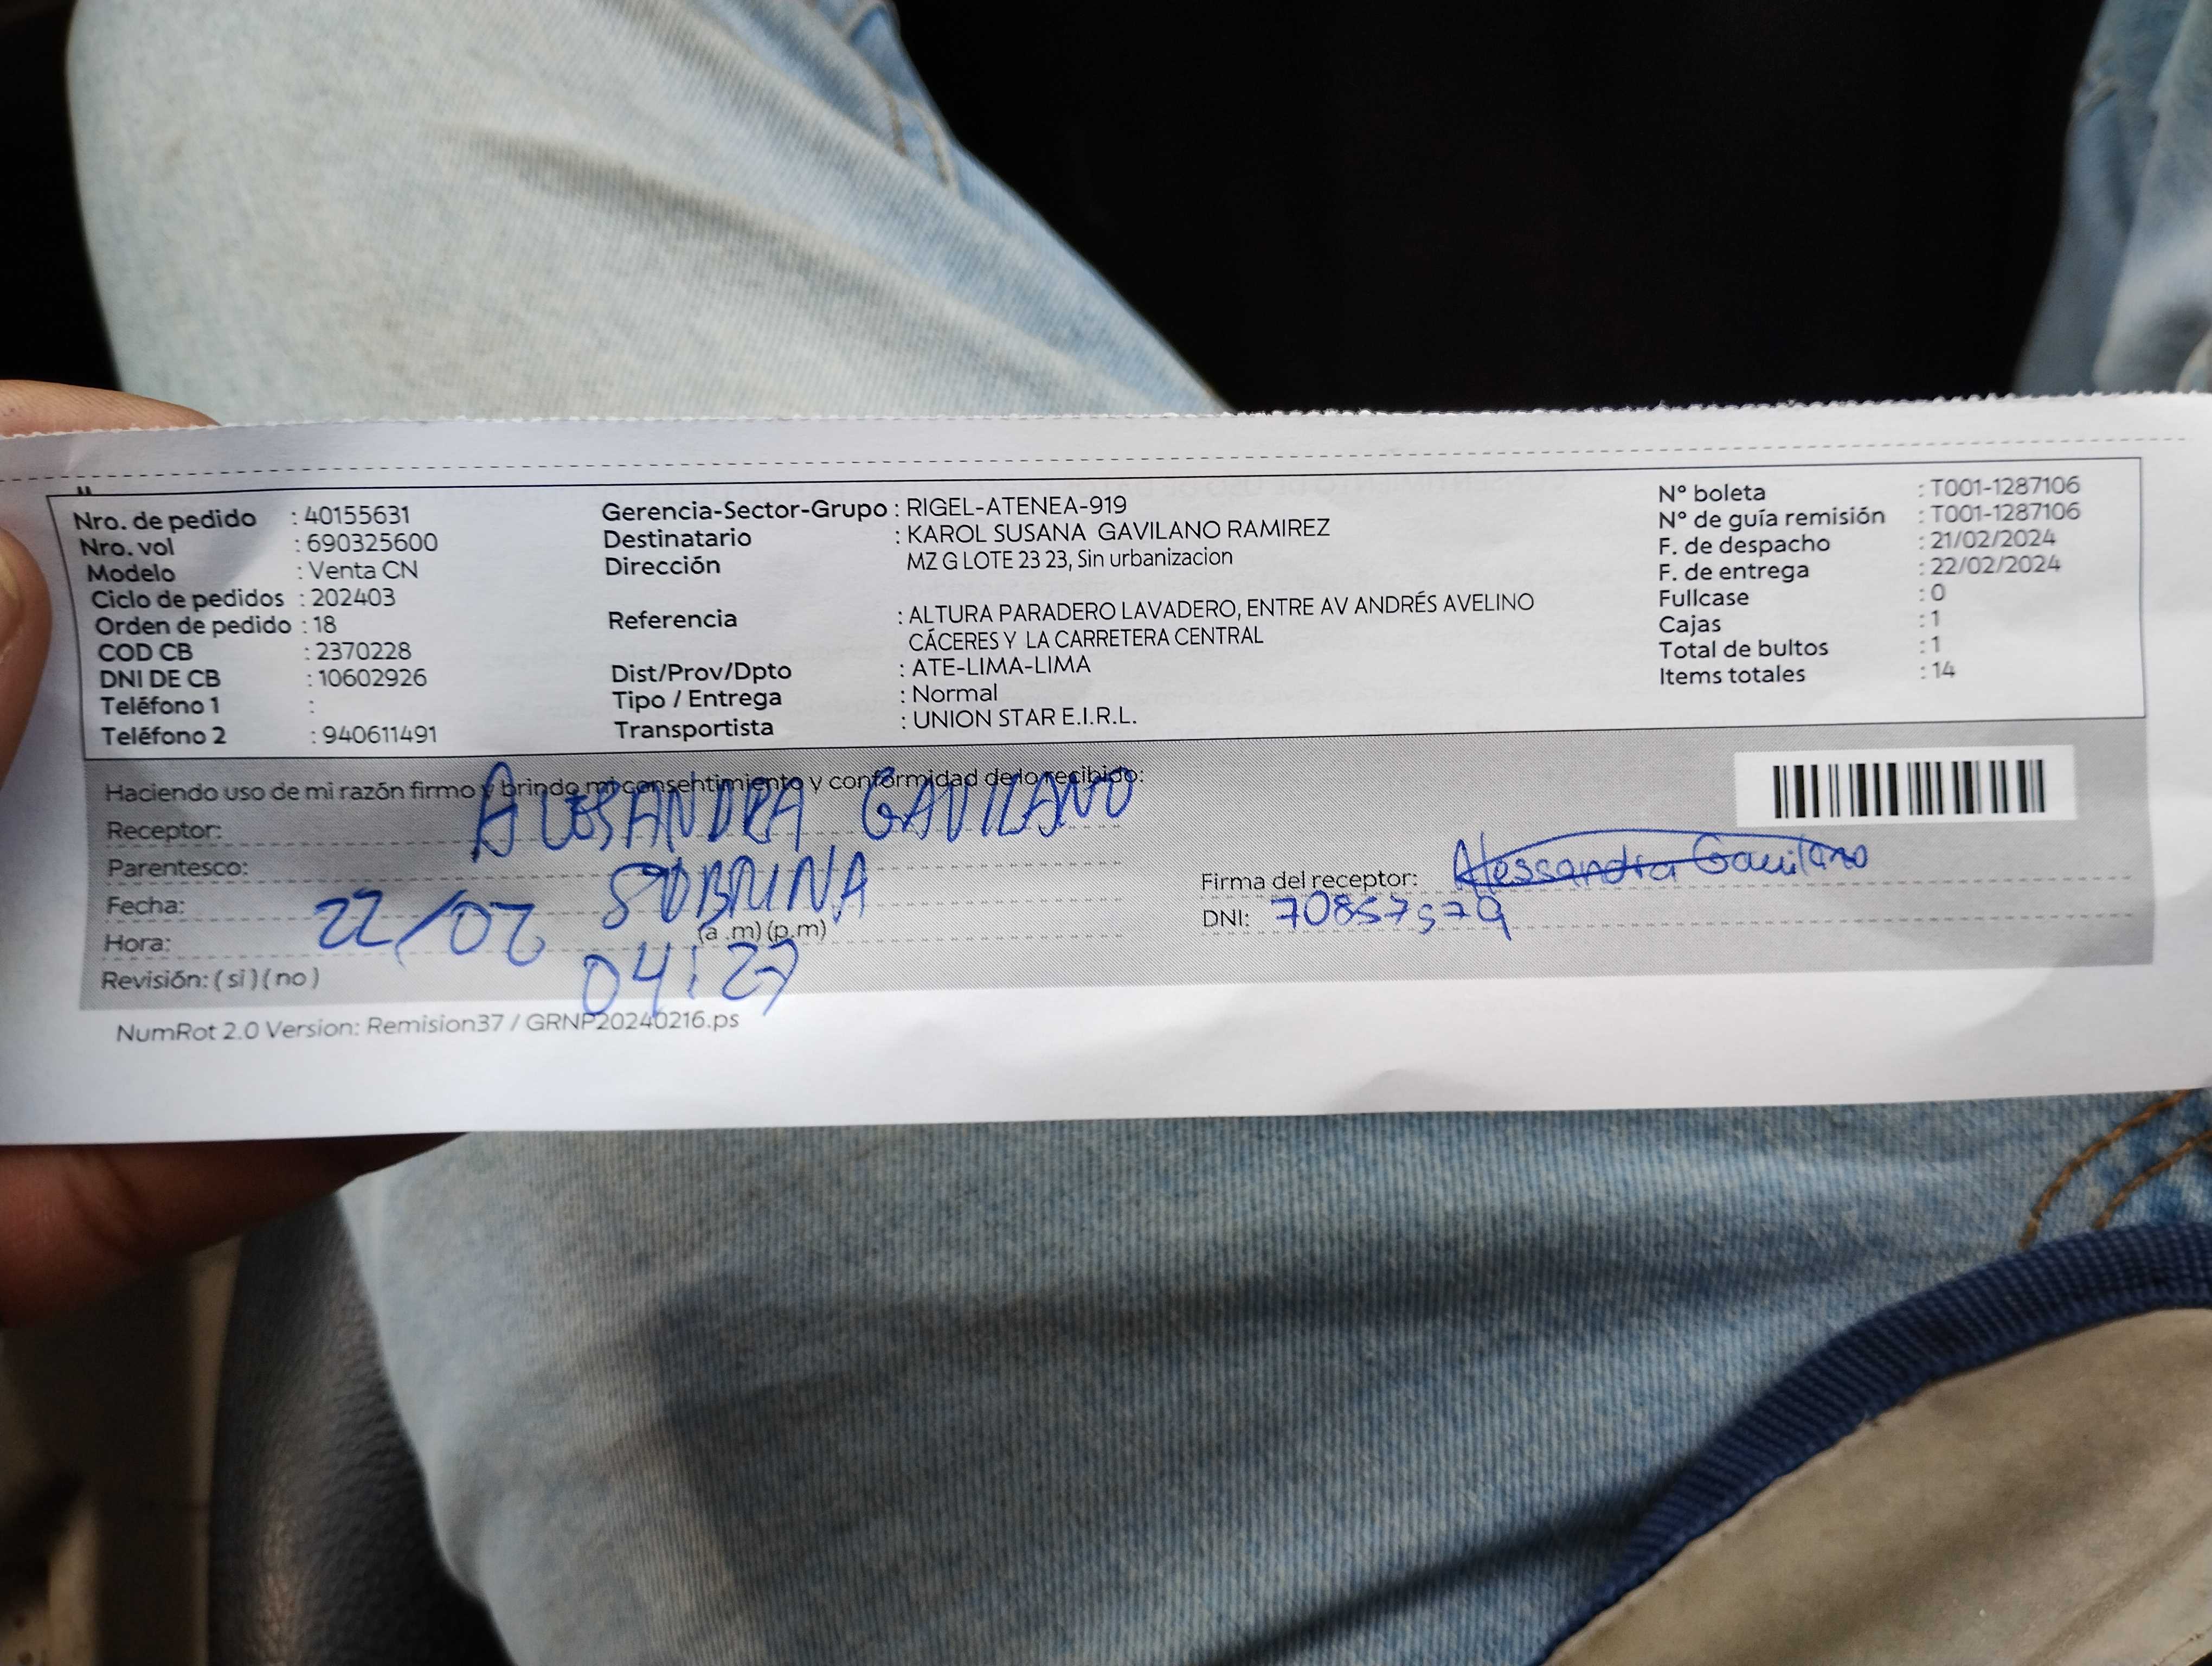 Nro. de pedido : 40155631
Nro. vol : 690325600
Modelo : Venta CN
Ciclo de pedidos : 202403
Orden de pedido : 18
COD CB : 2370228
DNI DE CB : 10602926
Teléfono 1 :
Teléfono 2 : 940611491
Gerencia-Sector-Grupo : RIGEL-ATENEA-919
Destinatario : KAROL SUSANA GAVILANO RAMIREZ
Dirección MZ G LOTE 23 23, Sin urbanizacion
Referencia : ALTURA PARADERO LAVADERO, ENTRE AV ANDRÉS AVELINO
CÁCERES Y LA CARRETERA CENTRAL
Dist/Prov/Dpto : ATE-LIMA-LIMA
Tipo / Entrega : Normal
Transportista : UNION STAR E.I.R.L.
N° boleta : T001-1287106
N° de guía remisión : T001-1287106
F. de despacho : 21/02/2024
F. de entrega : 22/02/2024
Fullcase : 0
Cajas : 1
Total de bultos : 1
Items totales : 14
Haciendo uso de mi razón firmo y brindo mi consentimiento y conformidad de lo recibido:
Receptor: ALESANDRA GAVILANO
Parentesco: SOBRINA
Fecha: 22/02
Hora: 04:27 (a .m) (p.m)
Revisión: ( si ) ( no )
Firma del receptor: Alessandra Gavilano
DNI:
NumRot 2.0 Version: Remision37 / GRNP20240216.ps